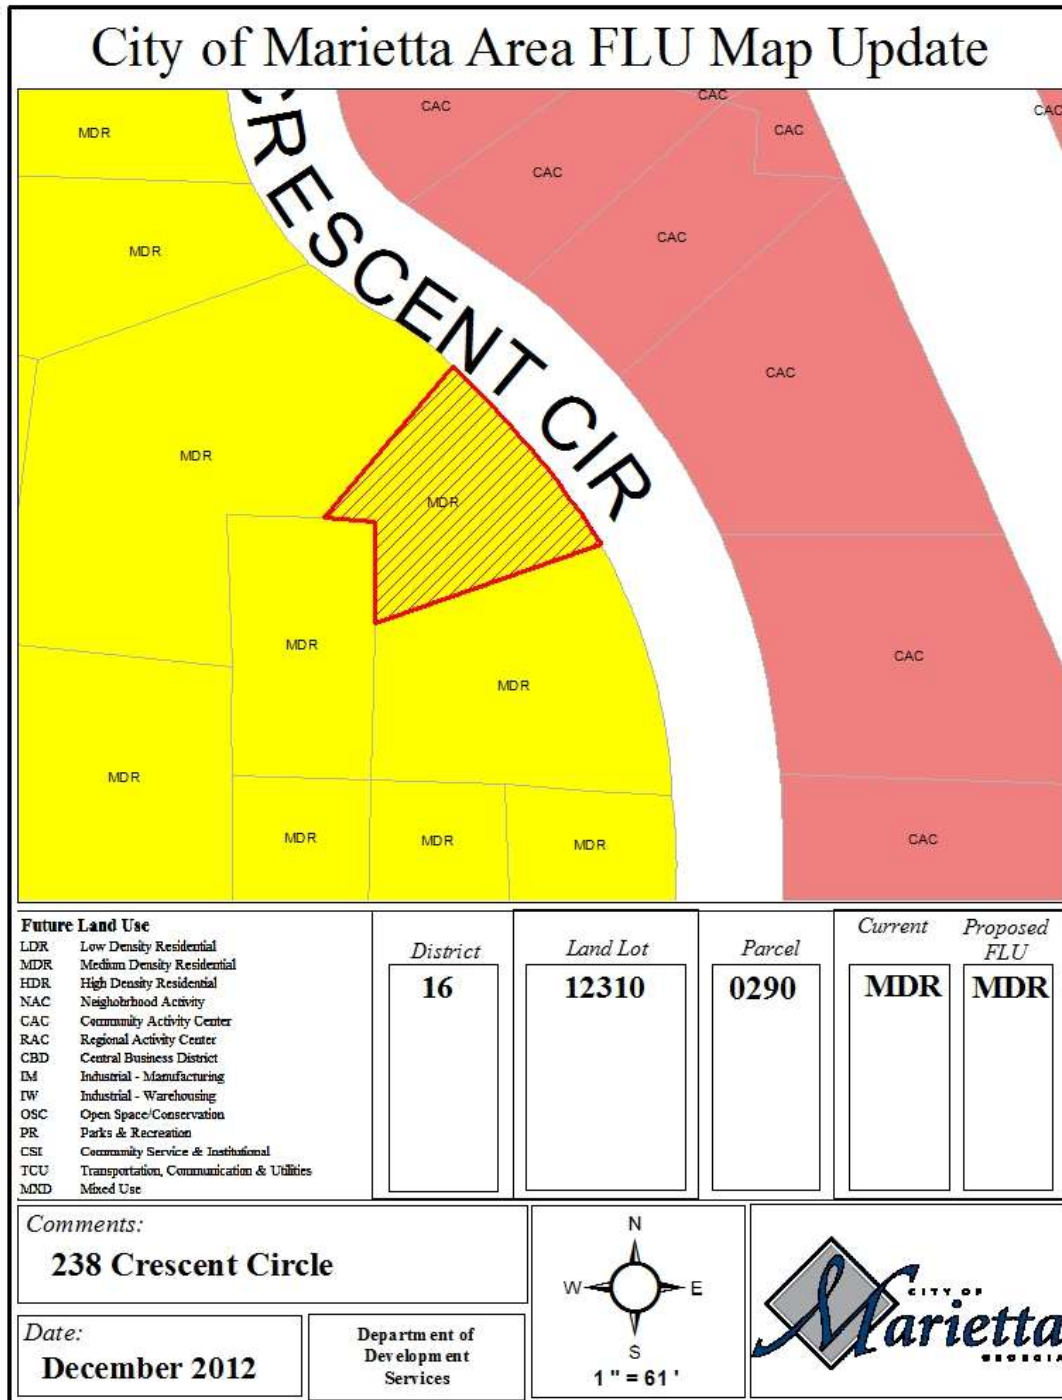 City of Marietta Area FLU Map Update
CAC
CAC
CAC
MDR
CAC
CAC
CRESCENT CIR
CAC
MDR
CAC
MDR
MDR
MDR
CAC
MDR
MDR
MDR
MDR
MDR
CAC
Future Land Use
LDR Low Density Residential
MDR Medium Density Residential
HDR High Density Residential
NAC Neighobrhood Activity
CAC Community Activity Center
RAC Regional Activity Center
CBD Central Business District
IM Industrial - Manufacturing
IW Industrial - Warehousing
OSC Open Space/Conservation
PR Parks & Recreation
CSI Community Service & Institutional
TCU Transportation, Communication & Utilities
MXD Mixed Use
District
16
Land Lot
12310
Parcel
0290
Current
MDR
Proposed
FLU
MDR
Comments:
238 Crescent Circle
Date:
December 2012
Department of
Development
Services
N
W E
S
1 " = 61 '
CITY OF
Marietta
GEORGIA